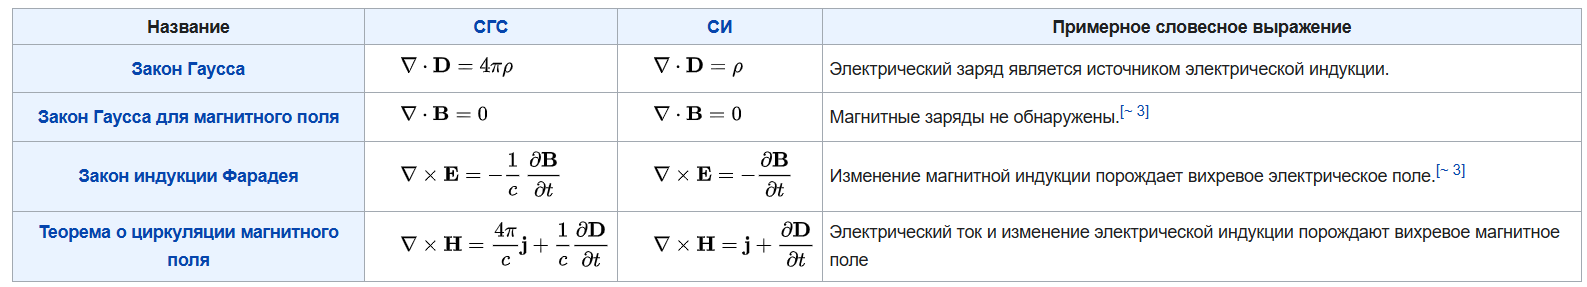 Название СГС СИ Примерное словесное выражение
Закон Гаусса ∇ · D = 4πρ ∇ · D = ρ Электрический заряд является источником электрической индукции.
Закон Гаусса для магнитного поля ∇ · B = 0 ∇ · B = 0 Магнитные заряды не обнаружены.[~ 3]
Закон индукции Фарадея ∇ × E = −1/c ∂B/∂t ∇ × E = −∂B/∂t Изменение магнитной индукции порождает вихревое электрическое поле.[~ 3]
Теорема о циркуляции магнитного
поля
∇ × H = 4π/c j + 1/c ∂D/∂t ∇ × H = j + ∂D/∂t
Электрический ток и изменение электрической индукции порождают вихревое магнитное
поле